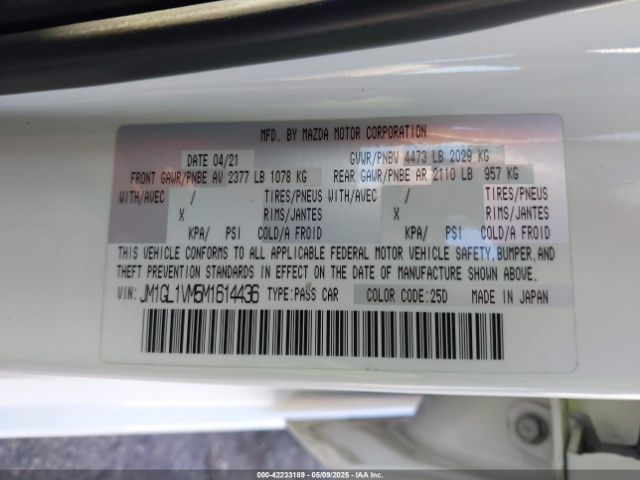 MFD. BY MAZDA MOTOR CORPORATION
DATE 04/21 GVWR/PNBV 4473 LB 2029 KG
FRONT GAWR/PNBE AV 2377 LB 1078 KG REAR GAWR/PNBE AR 2110 LB 957 KG
WITH/AVEC / TIRES/PNEUS WITH/AVEC / TIRES/PNEUS
X RIMS/JANTES X RIMS/JANTES
KPA/ PSI COLD/A FROID KPA/ PSI COLD/A FROID
THIS VEHICLE CONFORMS TO ALL APPLICABLE FEDERAL MOTOR VEHICLE SAFETY, BUMPER, AND
THEFT PREVENTION STANDARDS IN EFFECT ON THE DATE OF MANUFACTURE SHOWN ABOVE.
VIN: JM1GL1VM5M1614436 TYPE:PASS CAR COLOR CODE:25D MADE IN JAPAN
000-42233189 - 05/09/2025 - IAA Inc.